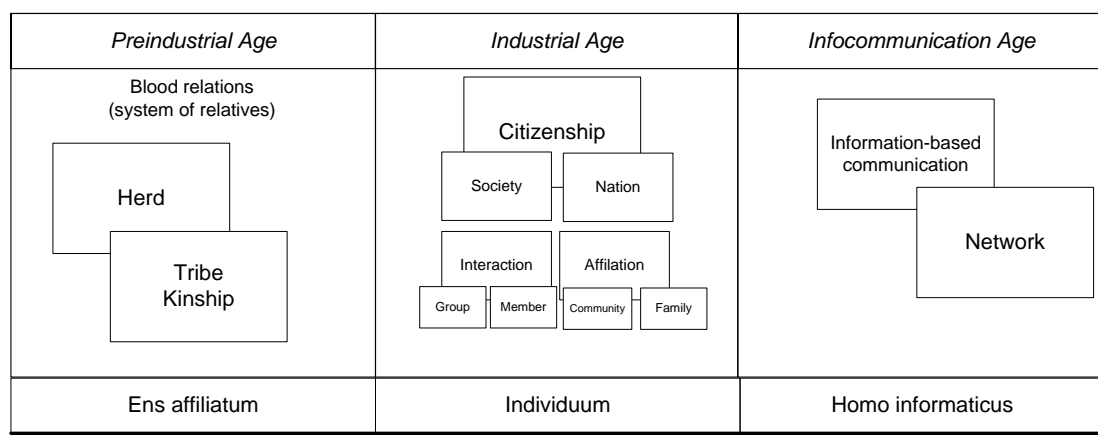 Preindustrial Age
Industrial Age
Infocommunication Age
Blood relations
(system of relatives)
Herd
Tribe
Kinship
Citizenship
Society
Nation
Interaction
Affilation
Group
Member
Community
Family
Information-based
communication
Network
Ens affiliatum
Individuum
Homo informaticus